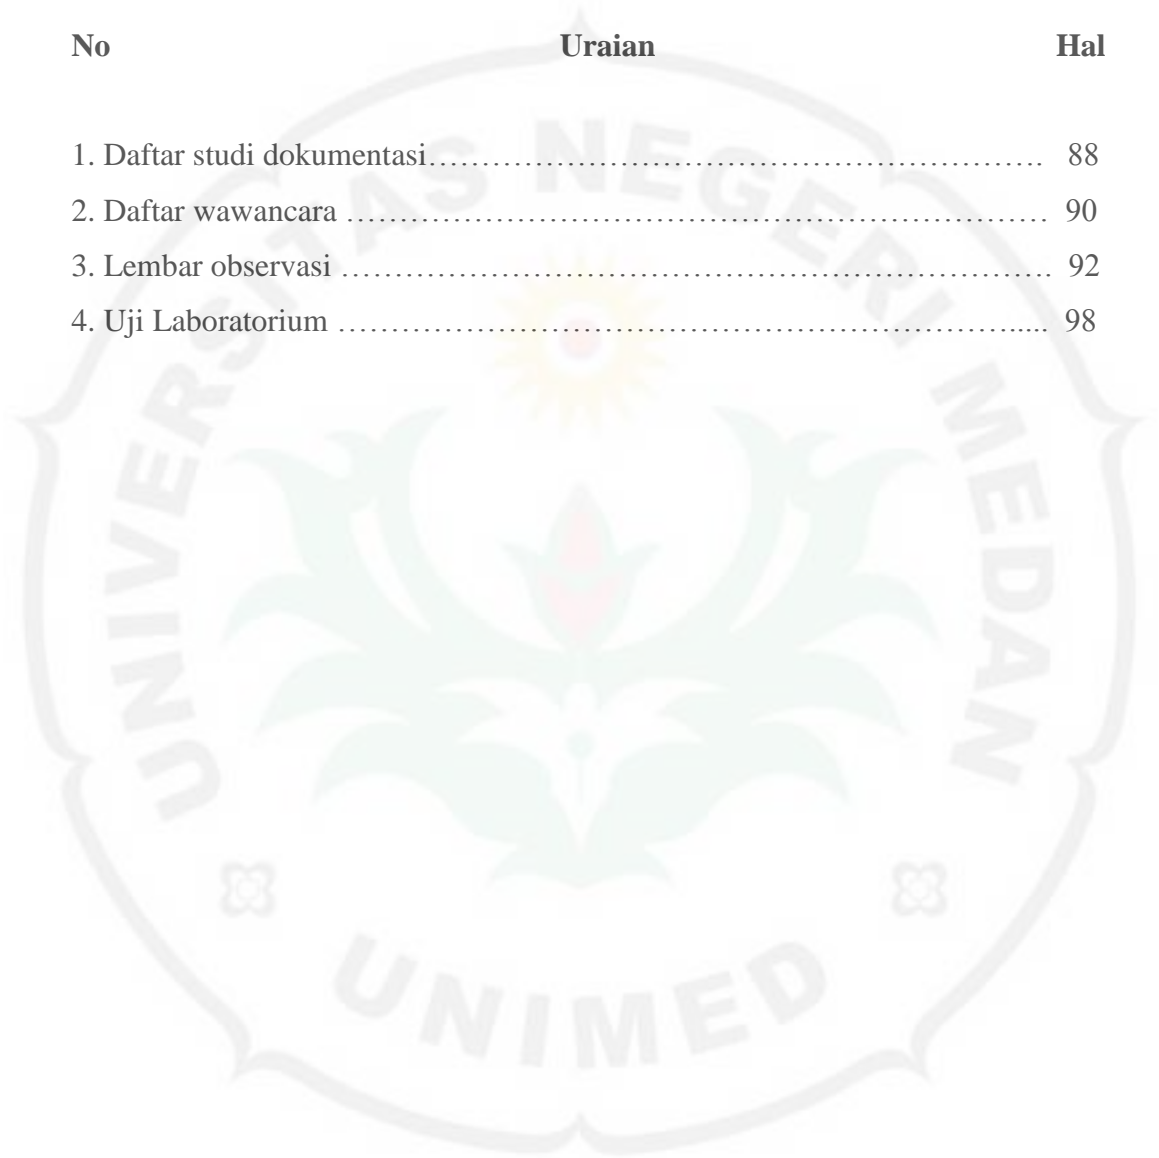 No Uraian Hal
1. Daftar studi dokumentasi…………………………………………………. 88
2. Daftar wawancara ………………………………………………………… 90
3. Lembar observasi …………………………………………………………. 92
4. Uji Laboratorium ………………………………………………………..... 98
UNIVERSITAS NEGERI MEDAN
UNIMED